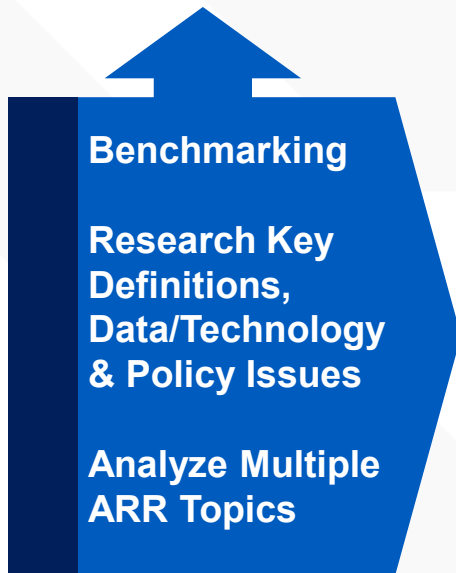 Benchmarking
Research Key
Definitions,
Data/Technology
& Policy Issues
Analyze Multiple
ARR Topics